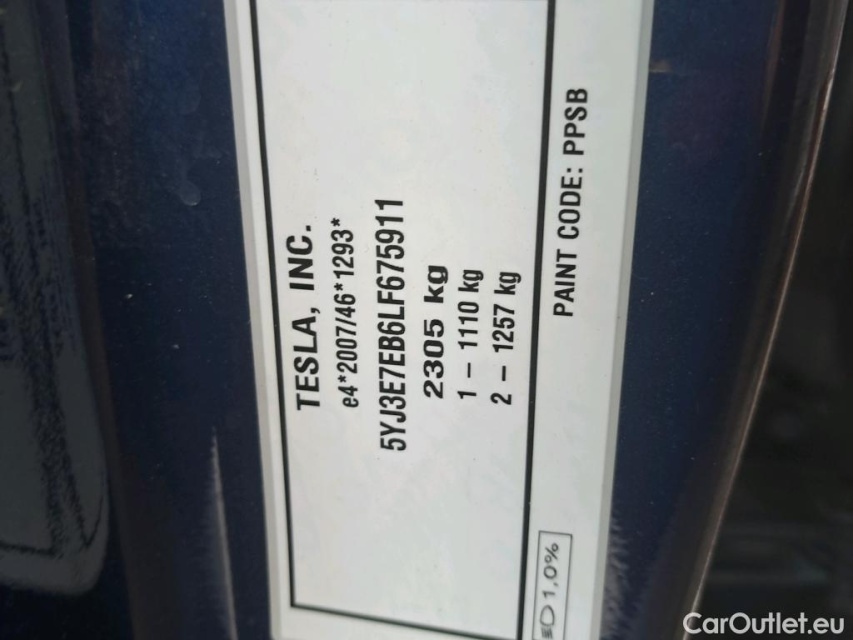 TESLA, INC.
e4*2007/46*1293*
5YJ3E7EB6LF675911
2305 kg
1 – 1110 kg
2 – 1257 kg
PAINT CODE: PPSB
1,0%
CarOutlet.eu